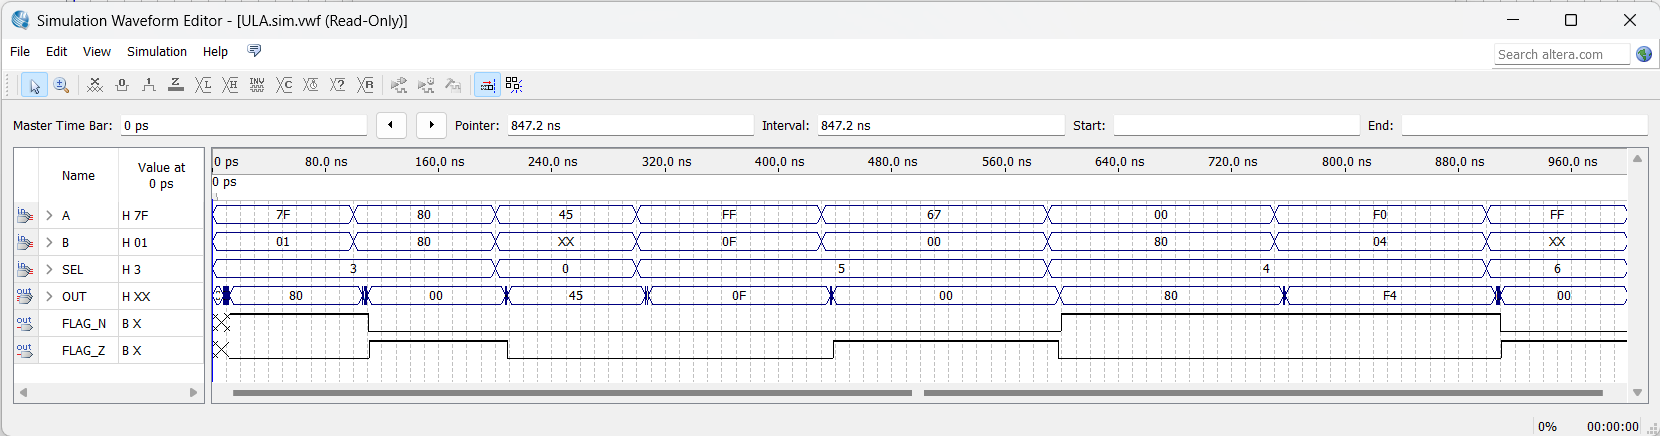 Simulation Waveform Editor - [ULA.sim.vwf (Read-Only)]
File Edit View Simulation Help
Search altera.com
Master Time Bar: 0 ps Pointer: 847.2 ns Interval: 847.2 ns Start: End:
Name Value at 0 ps
0 ps 80.0 ns 160.0 ns 240.0 ns 320.0 ns 400.0 ns 480.0 ns 560.0 ns 640.0 ns 720.0 ns 800.0 ns 880.0 ns 960.0 ns
0 ps
A H 7F 7F 80 45 FF 67 00 F0 FF
B H 01 01 80 XX 0F 00 80 04 XX
SEL H 3 3 0 5 4 6
OUT H XX 80 00 45 0F 00 80 F4 00
FLAG_N B X
FLAG_Z B X
0% 00:00:00